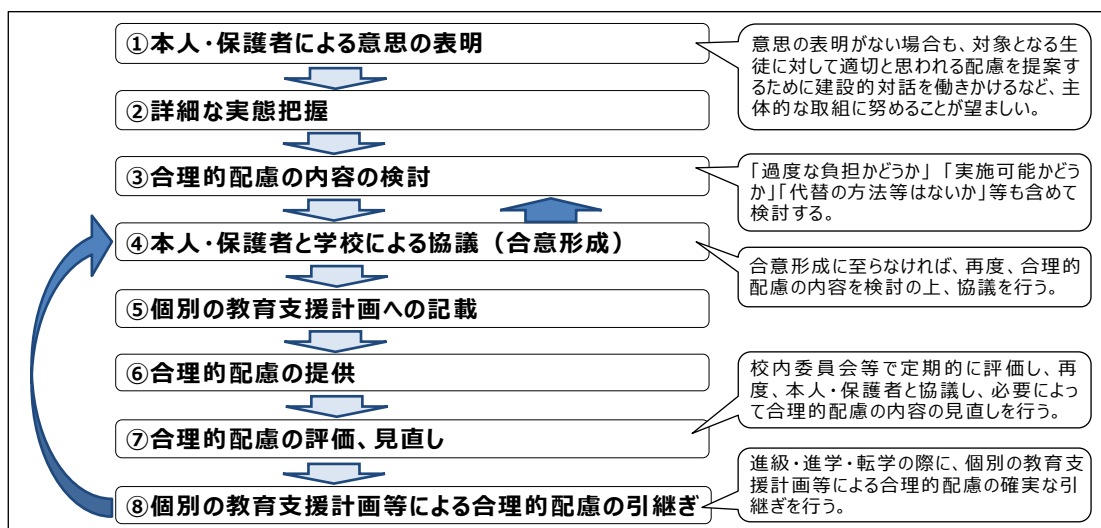 ①本人・保護者による意思の表明
意思の表明がない場合も、対象となる生
徒に対して適切と思われる配慮を提案す
るために建設的対話を働きかけるなど、主
体的な取組に努めることが望ましい。
②詳細な実態把握
③合理的配慮の内容の検討
「過度な負担かどうか」「実施可能かどう
か」「代替の方法等はないか」等も含めて
検討する。
④本人・保護者と学校による協議（合意形成）
合意形成に至らなければ、再度、合理的
配慮の内容を検討の上、協議を行う。
⑤個別の教育支援計画への記載
⑥合理的配慮の提供
校内委員会等で定期的に評価し、再
度、本人・保護者と協議し、必要によっ
て合理的配慮の内容の見直しを行う。
⑦合理的配慮の評価、見直し
⑧個別の教育支援計画等による合理的配慮の引継ぎ
進級・進学・転学の際に、個別の教育支
援計画等による合理的配慮の確実な引
継ぎを行う。